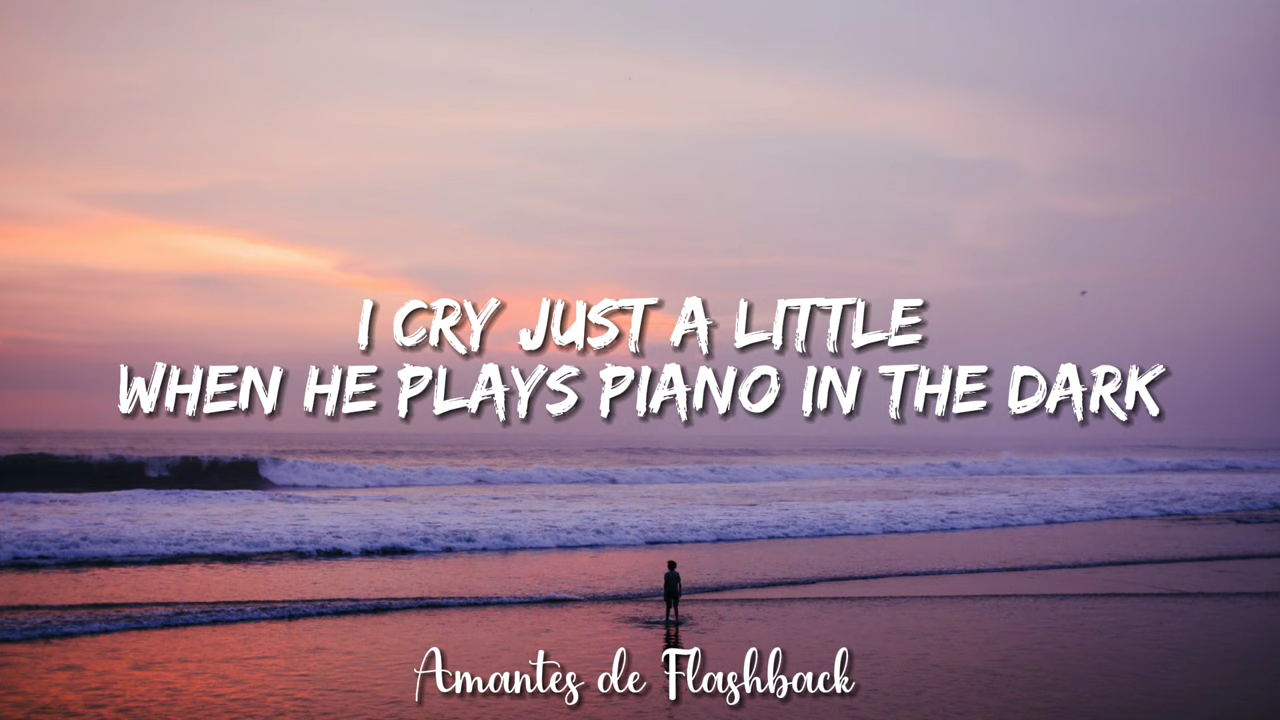 I CRY JUST A LITTLE
WHEN HE PLAYS PIANO IN THE DARK
Amantes de Flashback